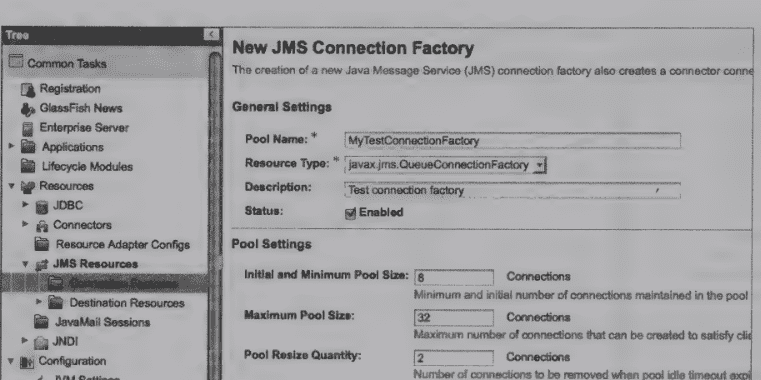 Tree
Common Tasks
Registration
GlassFish News
Enterprise Server
Applications
Lifecycle Modules
Resources
JDBC
Connectors
Resource Adapter Configs
JMS Resources
Destination Resources
JavaMail Sessions
JNDI
Configuration
JVM Settings
New JMS Connection Factory
The creation of a new Java Message Service (JMS) connection factory also creates a connector conne
General Settings
Pool Name: * MyTestConnectionFactory
Resource Type: * javax.jms.QueueConnectionFactory
Description: Test connection factory
Status: Enabled
Pool Settings
Initial and Minimum Pool Size: 8 Connections
Minimum and initial number of connections maintained in the pool
Maximum Pool Size: 32 Connections
Maximum number of connections that can be created to satisfy clie
Pool Resize Quantity: 2 Connections
Number of connections to be removed when pool idle timeout expi